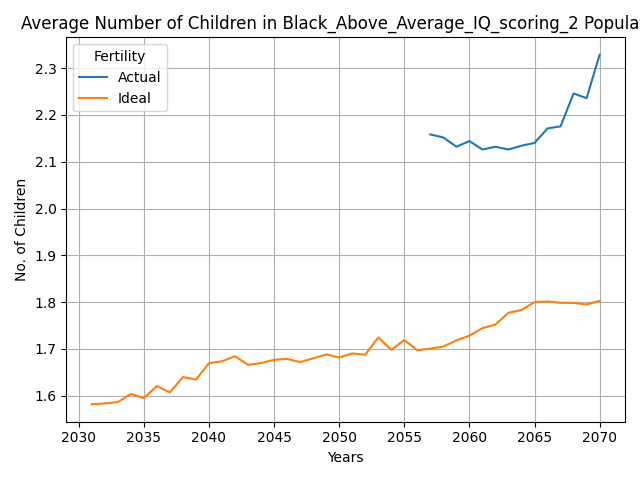 Average Number of Children in Black_Above_Average_IQ_scoring_2 Popula
Fertility
Actual
Ideal
No. of Children
2.3
2.2
2.1
2.0
1.9
1.8
1.7
1.6
2030 2035 2040 2045 2050 2055 2060 2065 2070
Years